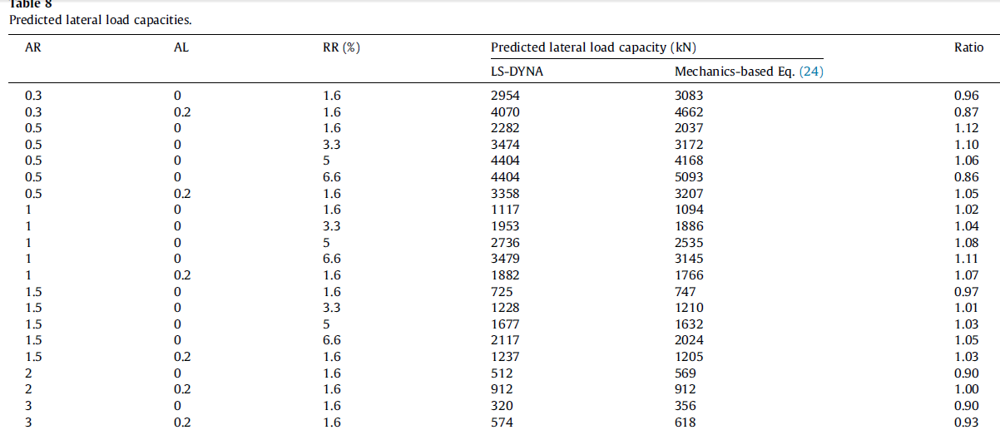 Table 8
Predicted lateral load capacities.
AR AL RR (%) Predicted lateral load capacity (kN) Ratio
LS-DYNA Mechanics-based Eq. (24)
0.3 0 1.6 2954 3083 0.96
0.3 0.2 1.6 4070 4662 0.87
0.5 0 1.6 2282 2037 1.12
0.5 0 3.3 3474 3172 1.10
0.5 0 5 4404 4168 1.06
0.5 0 6.6 4404 5093 0.86
0.5 0.2 1.6 3358 3207 1.05
1 0 1.6 1117 1094 1.02
1 0 3.3 1953 1886 1.04
1 0 5 2736 2535 1.08
1 0 6.6 3479 3145 1.11
1 0.2 1.6 1882 1766 1.07
1.5 0 1.6 725 747 0.97
1.5 0 3.3 1228 1210 1.01
1.5 0 5 1677 1632 1.03
1.5 0 6.6 2117 2024 1.05
1.5 0.2 1.6 1237 1205 1.03
2 0 1.6 512 569 0.90
2 0.2 1.6 912 912 1.00
3 0 1.6 320 356 0.90
3 0.2 1.6 574 618 0.93